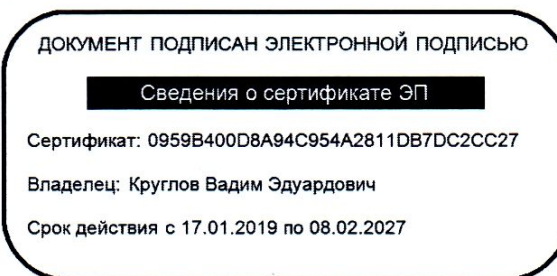 ДОКУМЕНТ ПОДПИСАН ЭЛЕКТРОННОЙ ПОДПИСЬЮ
Сведения о сертификате ЭП
Сертификат: 0959B400D8A94C954A2811DB7DC2CC27
Владелец: Круглов Вадим Эдуардович
Срок действия с 17.01.2019 по 08.02.2027